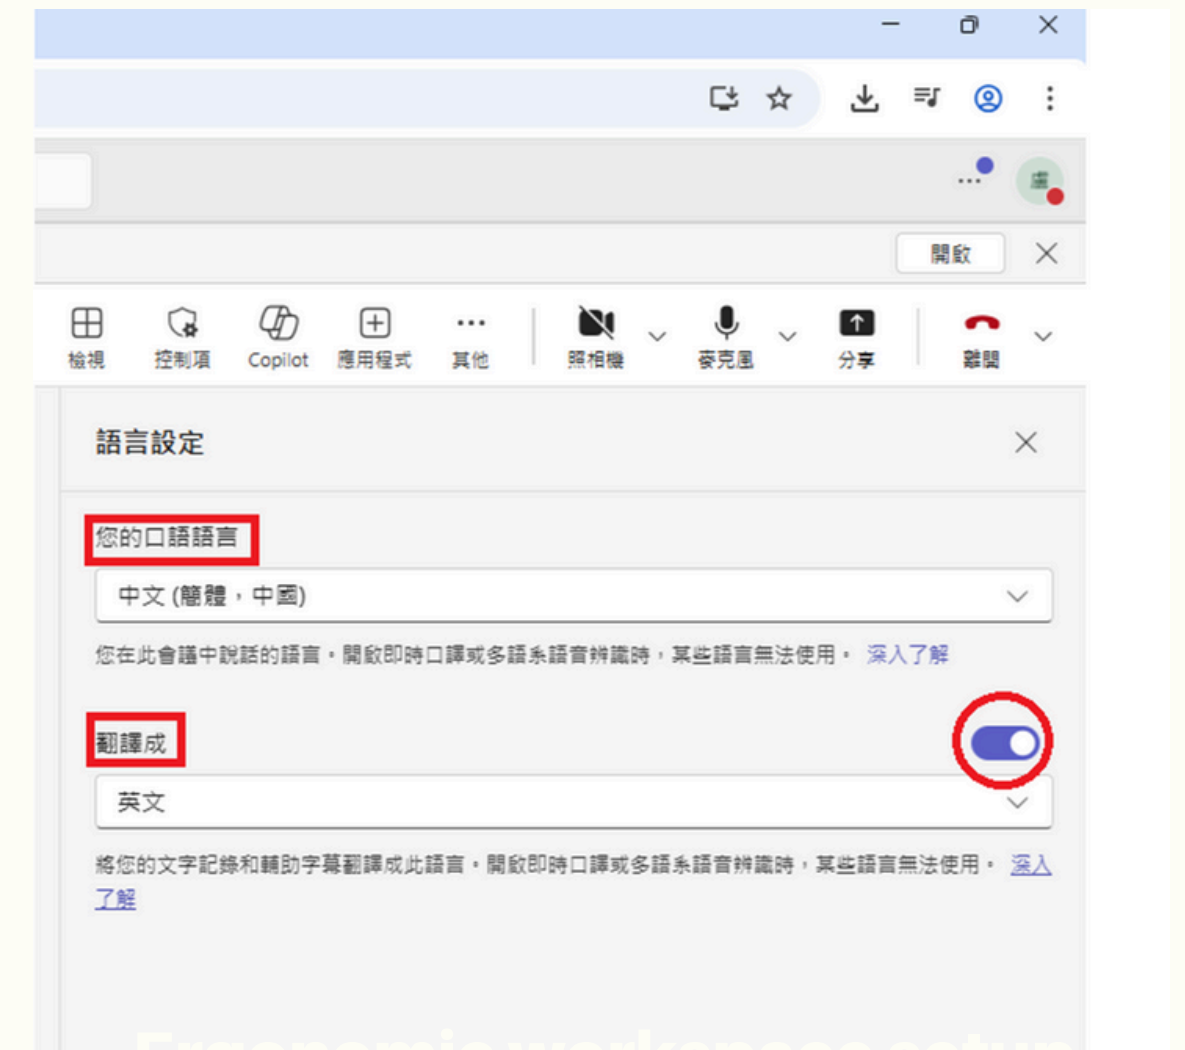 盧
開啟
檢視 控制項 Copilot 應用程式 其他 照相機 麥克風 分享 離開
語言設定
您的口語語言
中文 (簡體，中國)
您在此會議中說話的語言。開啟即時口譯或多語系語音辨識時，某些語言無法使用。 深入了解
翻譯成
英文
將您的文字記錄和輔助字幕翻譯成此語言。開啟即時口譯或多語系語音辨識時，某些語言無法使用。 深入
了解
Ergonomic workspace setup